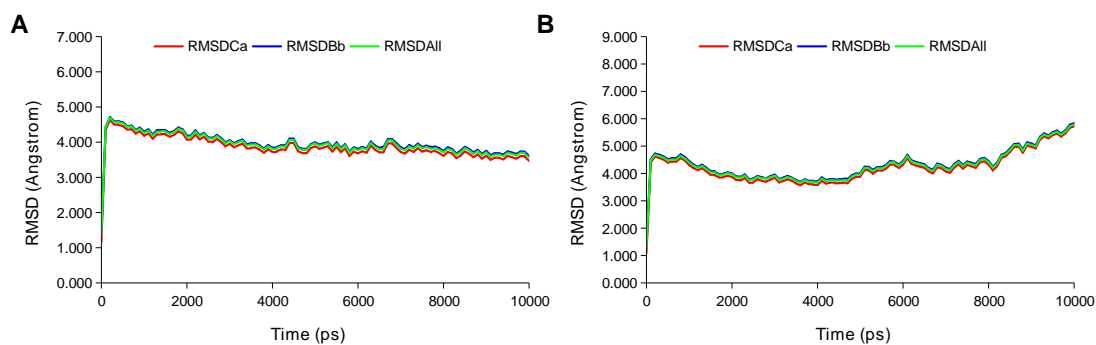 A
RMSDCa RMSDBb RMSDAll
7.000
6.000
5.000
4.000
3.000
2.000
1.000
0.000
RMSD (Angstrom)
0 2000 4000 6000 8000 10000
Time (ps)
B
RMSDCa RMSDBb RMSDAll
9.000
8.000
7.000
6.000
5.000
4.000
3.000
2.000
1.000
0.000
RMSD (Angstrom)
0 2000 4000 6000 8000 10000
Time (ps)